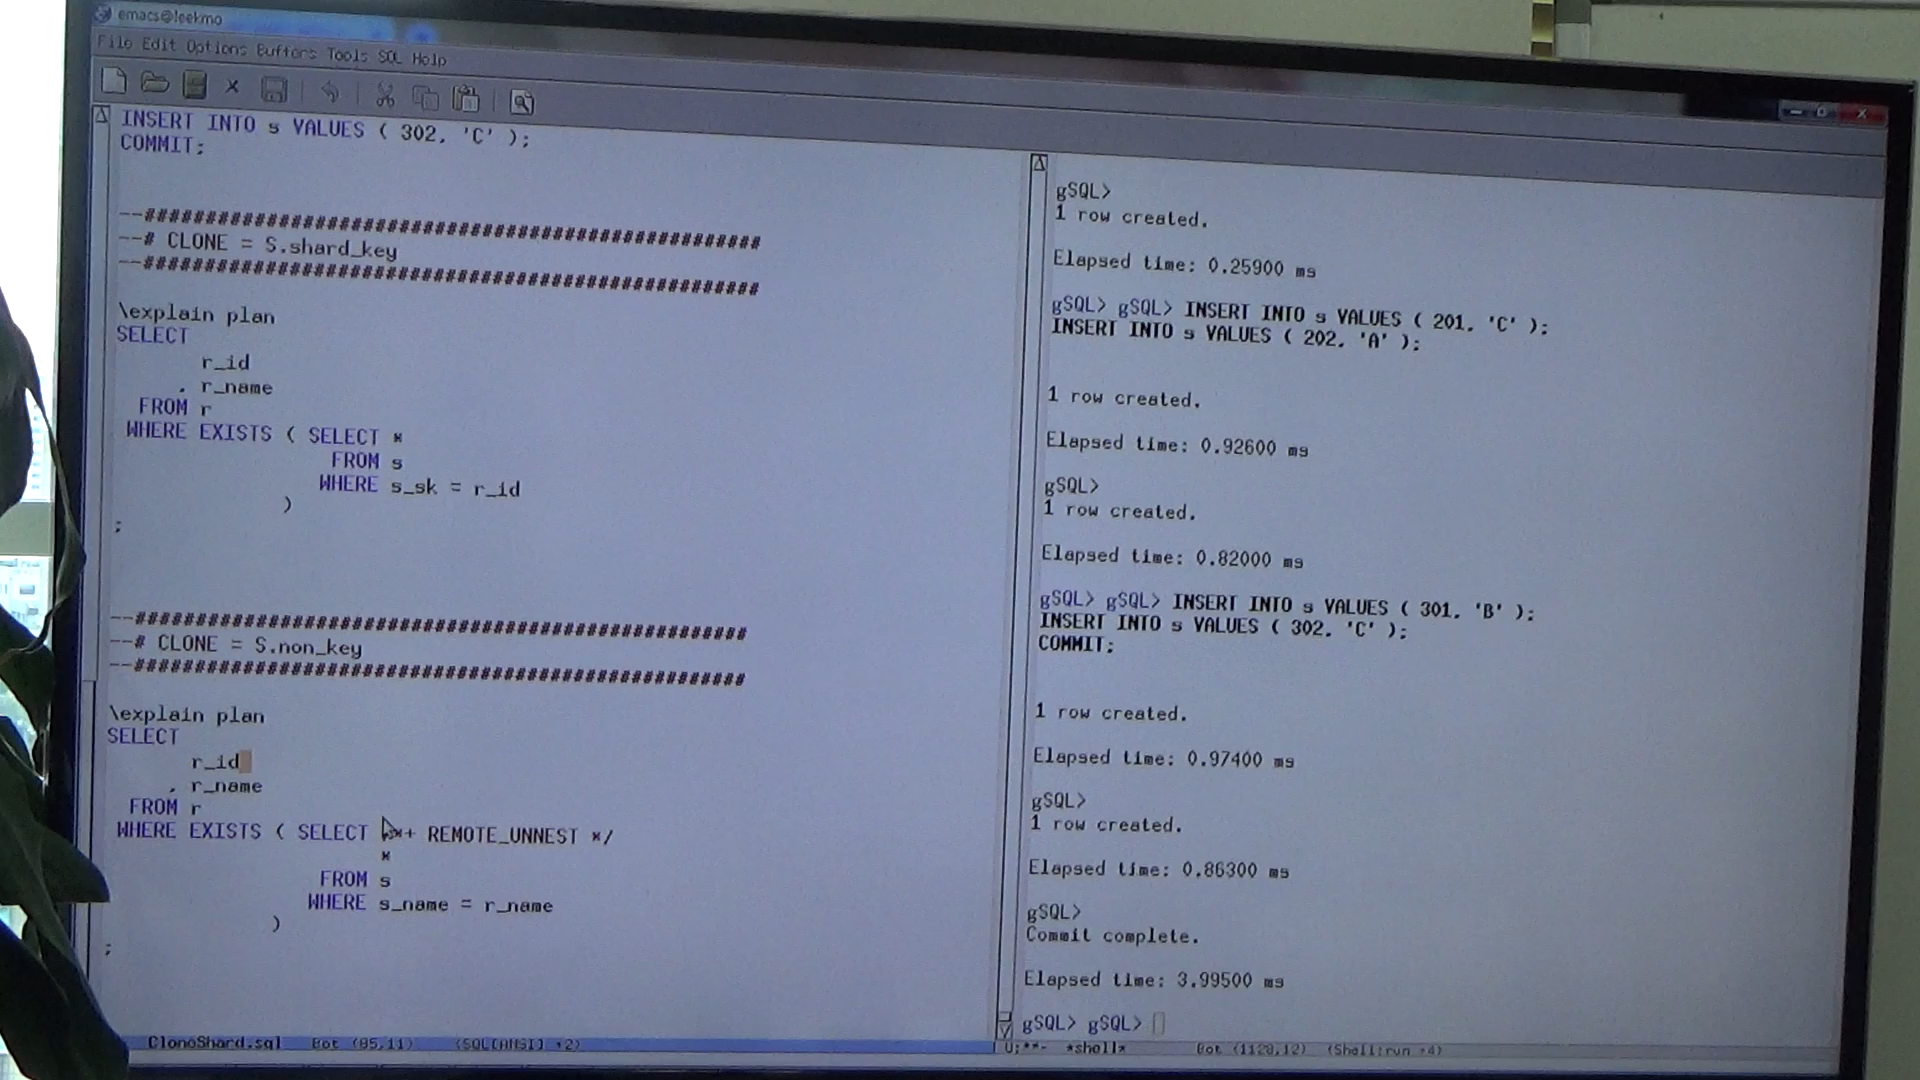 emacs@leekmo
File Edit Options Buffers Tools SQL Help
INSERT INTO s VALUES ( 302, 'C' );
COMMIT;
--##################################################
--# CLONE = S.shard_key
--##################################################
\explain plan
SELECT
r_id
, r_name
FROM r
WHERE EXISTS ( SELECT *
FROM s
WHERE s_sk = r_id
)
;
--##################################################
--# CLONE = S.non_key
--##################################################
\explain plan
SELECT
r_id
, r_name
FROM r
WHERE EXISTS ( SELECT /*+ REMOTE_UNNEST */
*
FROM s
WHERE s_name = r_name
)
;
CloneShard.sql Bot (85,11) (SQL[ANSI] +2)
gSQL>
1 row created.
Elapsed time: 0.25900 ms
gSQL> gSQL> INSERT INTO s VALUES ( 201, 'C' );
INSERT INTO s VALUES ( 202, 'A' );
1 row created.
Elapsed time: 0.92600 ms
gSQL>
1 row created.
Elapsed time: 0.82000 ms
gSQL> gSQL> INSERT INTO s VALUES ( 301, 'B' );
INSERT INTO s VALUES ( 302, 'C' );
COMMIT;
1 row created.
Elapsed time: 0.97400 ms
gSQL>
1 row created.
Elapsed time: 0.86300 ms
gSQL>
Commit complete.
Elapsed time: 3.99500 ms
gSQL> gSQL>
U:**- *shell* Bot (1128,12) (Shell:run +4)